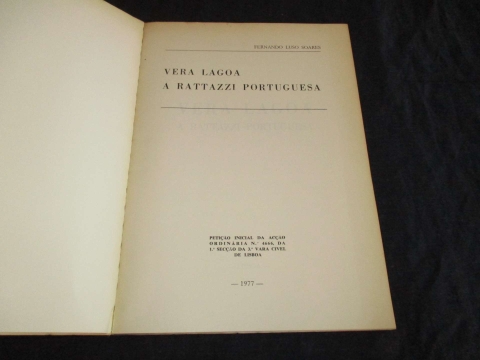 FERNANDO LUSO SOARES
VERA LAGOA
A RATTAZZI PORTUGUESA
PETIÇÃO INICIAL DA ACÇÃO
ORDINÁRIA N.º 4666, DA
1.ª SECÇÃO DA 3.ª VARA CÍVEL
DE LISBOA
— 1977 —